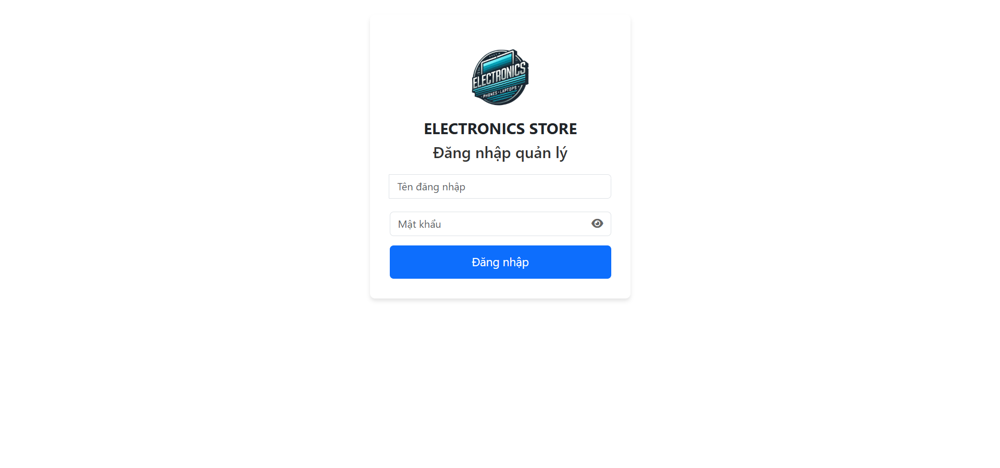 ELECTRONICS
PHONES • LAPTOPS
ELECTRONICS STORE
Đăng nhập quản lý
Tên đăng nhập
Mật khẩu
Đăng nhập